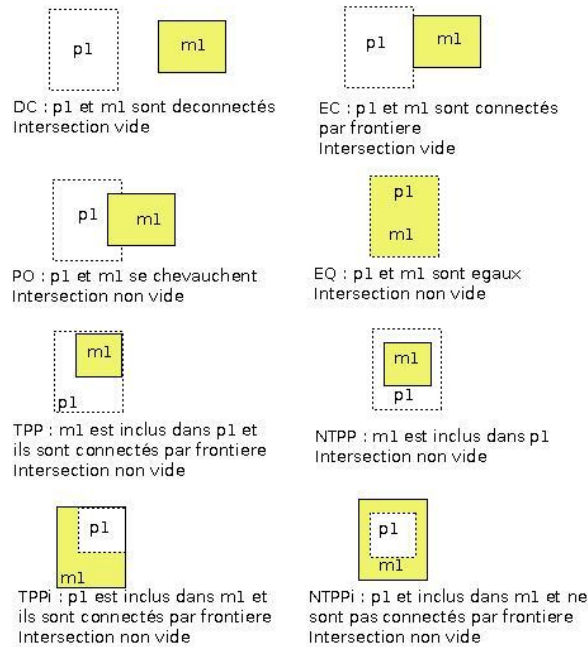 p1
m1
DC : p1 et m1 sont deconnectés
Intersection vide
p1
m1
EC : p1 et m1 sont connectés
par frontiere
Intersection vide
p1
m1
PO : p1 et m1 se chevauchent
Intersection non vide
p1
m1
EQ : p1 et m1 sont egaux
Intersection non vide
m1
p1
TPP : m1 est inclus dans p1 et
ils sont connectés par frontiere
Intersection non vide
m1
p1
NTPP : m1 est inclus dans p1
Intersection non vide
p1
m1
TPPi : p1 est inclus dans m1 et
ils sont connectés par frontiere
Intersection non vide
p1
m1
NTPPi : p1 et inclus dans m1 et ne
sont pas connectés par frontiere
Intersection non vide